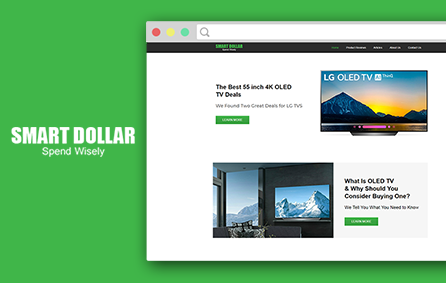 SMART DOLLAR
Spend Wisely
SMART DOLLAR
Spend Wisely
Home
Product Reviews
Articles
About Us
Contact Us
The Best 55 inch 4K OLED
TV Deals
We Found Two Great Deals for LG TVS
LEARN MORE
LG OLED TV AI ThinQ
What Is OLED TV
& Why Should You
Consider Buying One?
We Tell You What You Need to Know
LEARN MORE